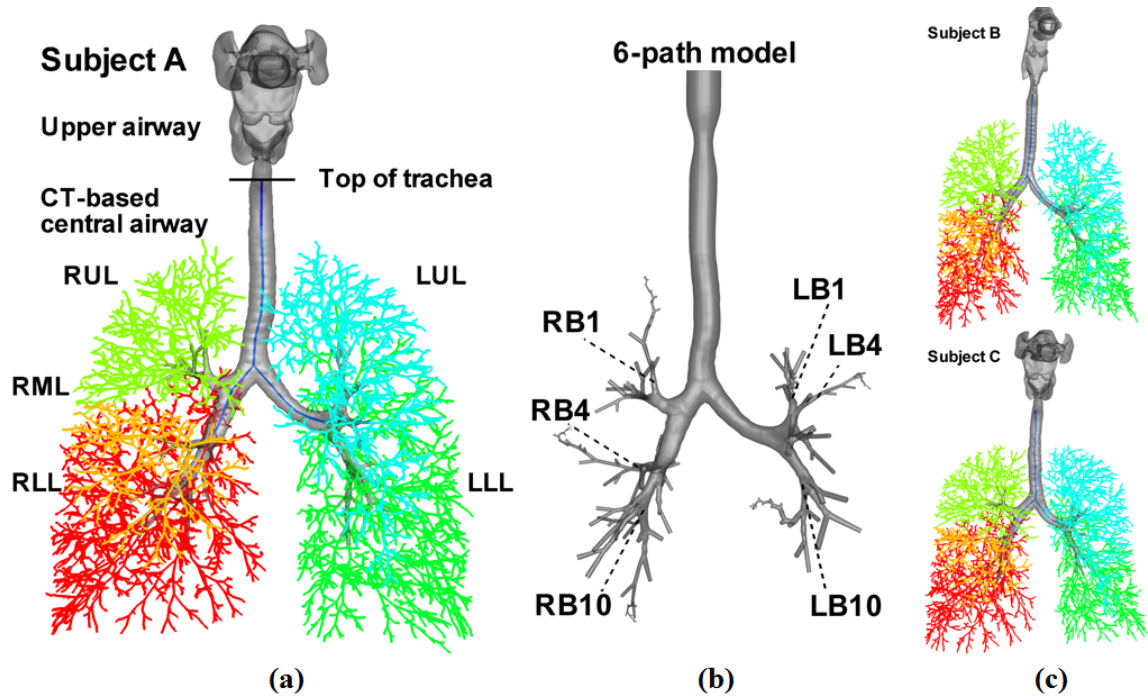 Subject A
Upper airway
CT-based
central airway
Top of trachea
RUL
LUL
RML
RLL
LLL
(a)
6-path model
RB1
LB1
LB4
RB4
RB10
LB10
(b)
Subject B
Subject C
(c)